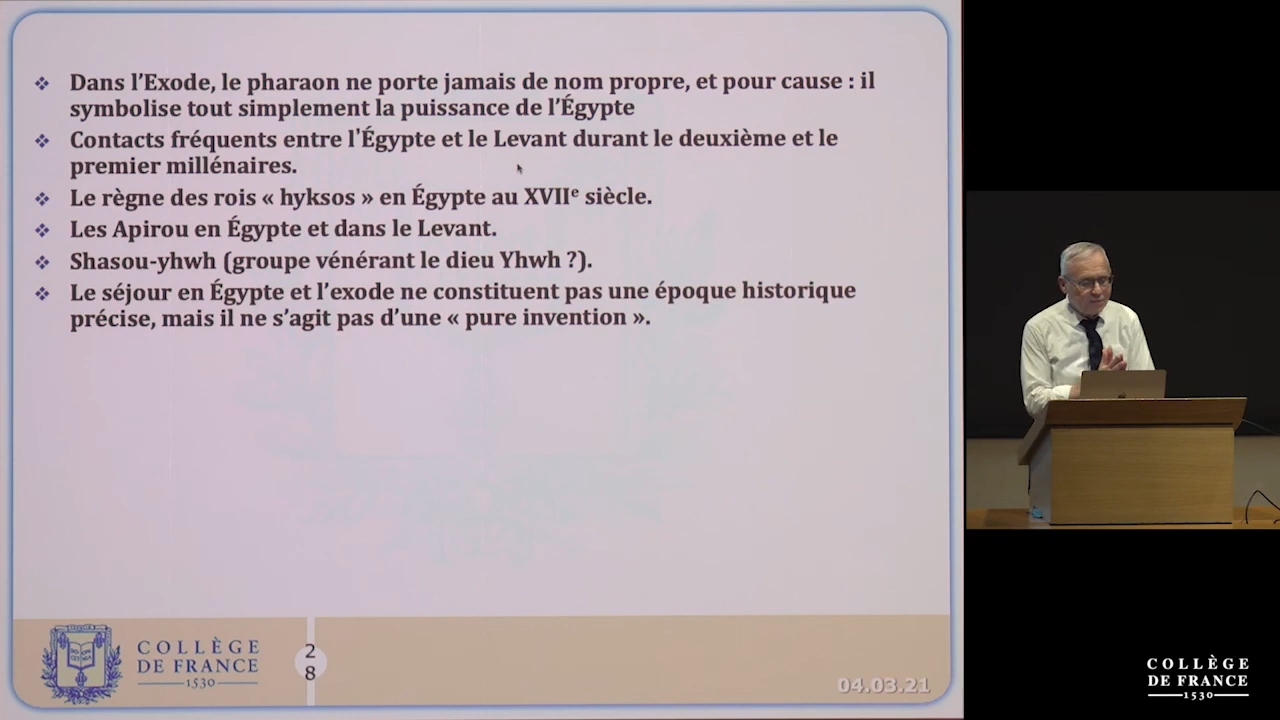 Dans l'Exode, le pharaon ne porte jamais de nom propre, et pour cause : il
symbolise tout simplement la puissance de l'Égypte
Contacts fréquents entre l'Égypte et le Levant durant le deuxième et le
premier millénaires.
Le règne des rois « hyksos » en Égypte au XVIIe siècle.
Les Apirou en Égypte et dans le Levant.
Shasou-yhwh (groupe vénérant le dieu Yhwh ?).
Le séjour en Égypte et l'exode ne constituent pas une époque historique
précise, mais il ne s'agit pas d'une « pure invention ».
COLLÈGE
DE FRANCE
1530
2
8
04.03.21
COLLÈGE
DE FRANCE
1530